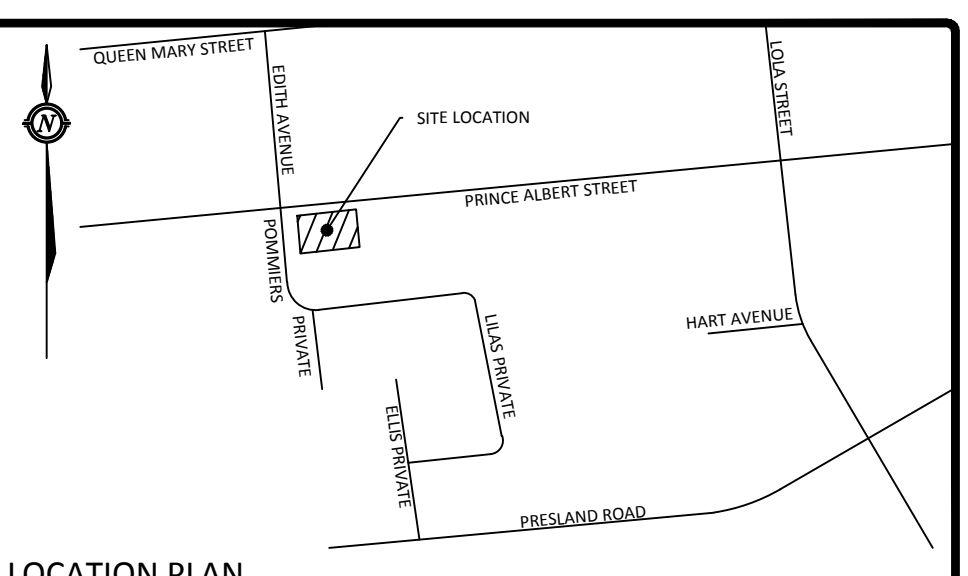 QUEEN MARY STREET
EDITH AVENUE
LOLA STREET
N
SITE LOCATION
PRINCE ALBERT STREET
POMMIERS
PRIVATE
LILAS PRIVATE
HART AVENUE
ELLIS PRIVATE
PRESLAND ROAD
LOCATION PLAN